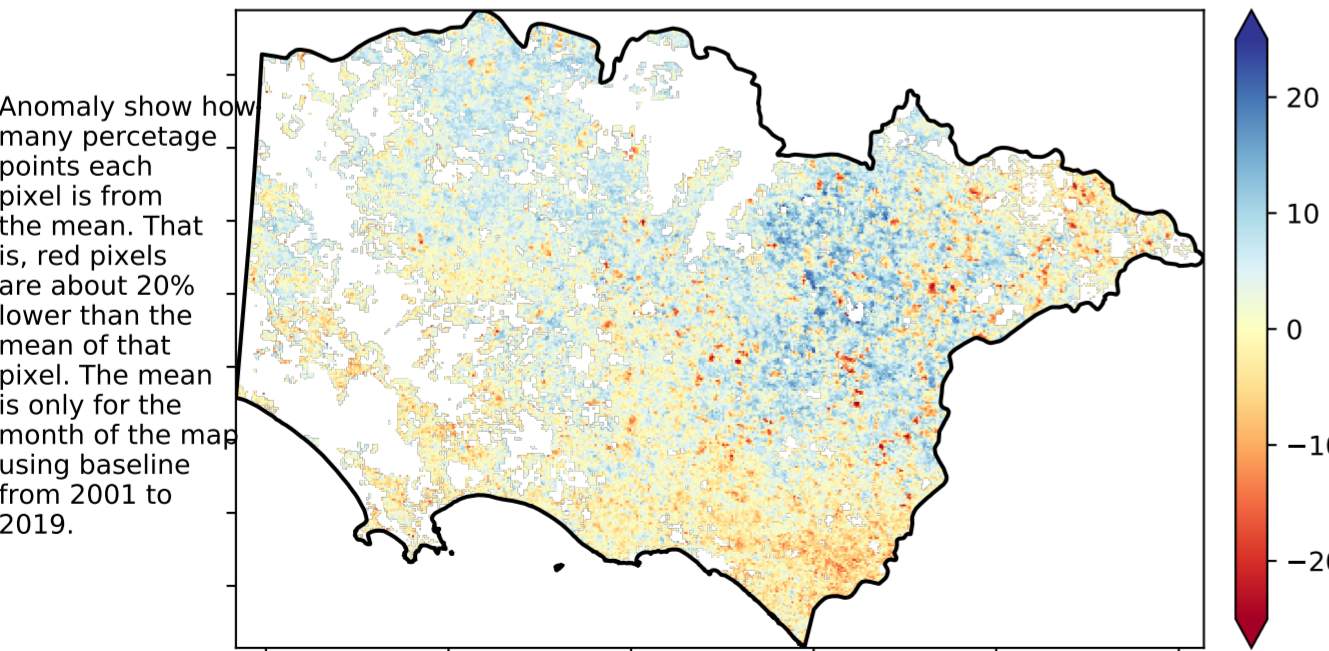 Anomaly show how
many percetage
points each
pixel is from
the mean. That
is, red pixels
are about 20%
lower than the
mean of that
pixel. The mean
is only for the
month of the map
using baseline
from 2001 to
2019.
20
10
0
−10
−20